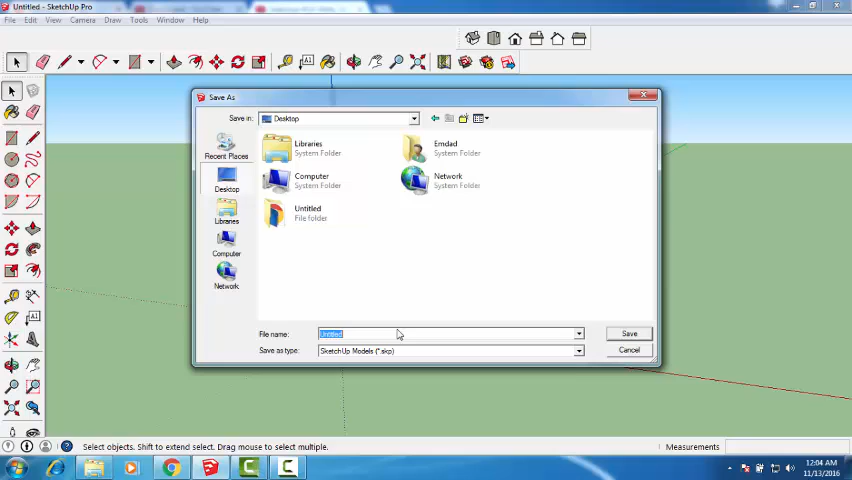 Untitled - SketchUp Pro
File Edit View Camera Draw Tools Window Help
A1
Save As
Save in: Desktop
Recent Places
Desktop
Libraries
Computer
Network
Libraries
System Folder
Emdad
System Folder
Computer
System Folder
Network
System Folder
Untitled
File folder
File name: Untitled Save
Save as type: SketchUp Models (*.skp) Cancel
Select objects. Shift to extend select. Drag mouse to select multiple. Measurements
12:04 AM
11/13/2016